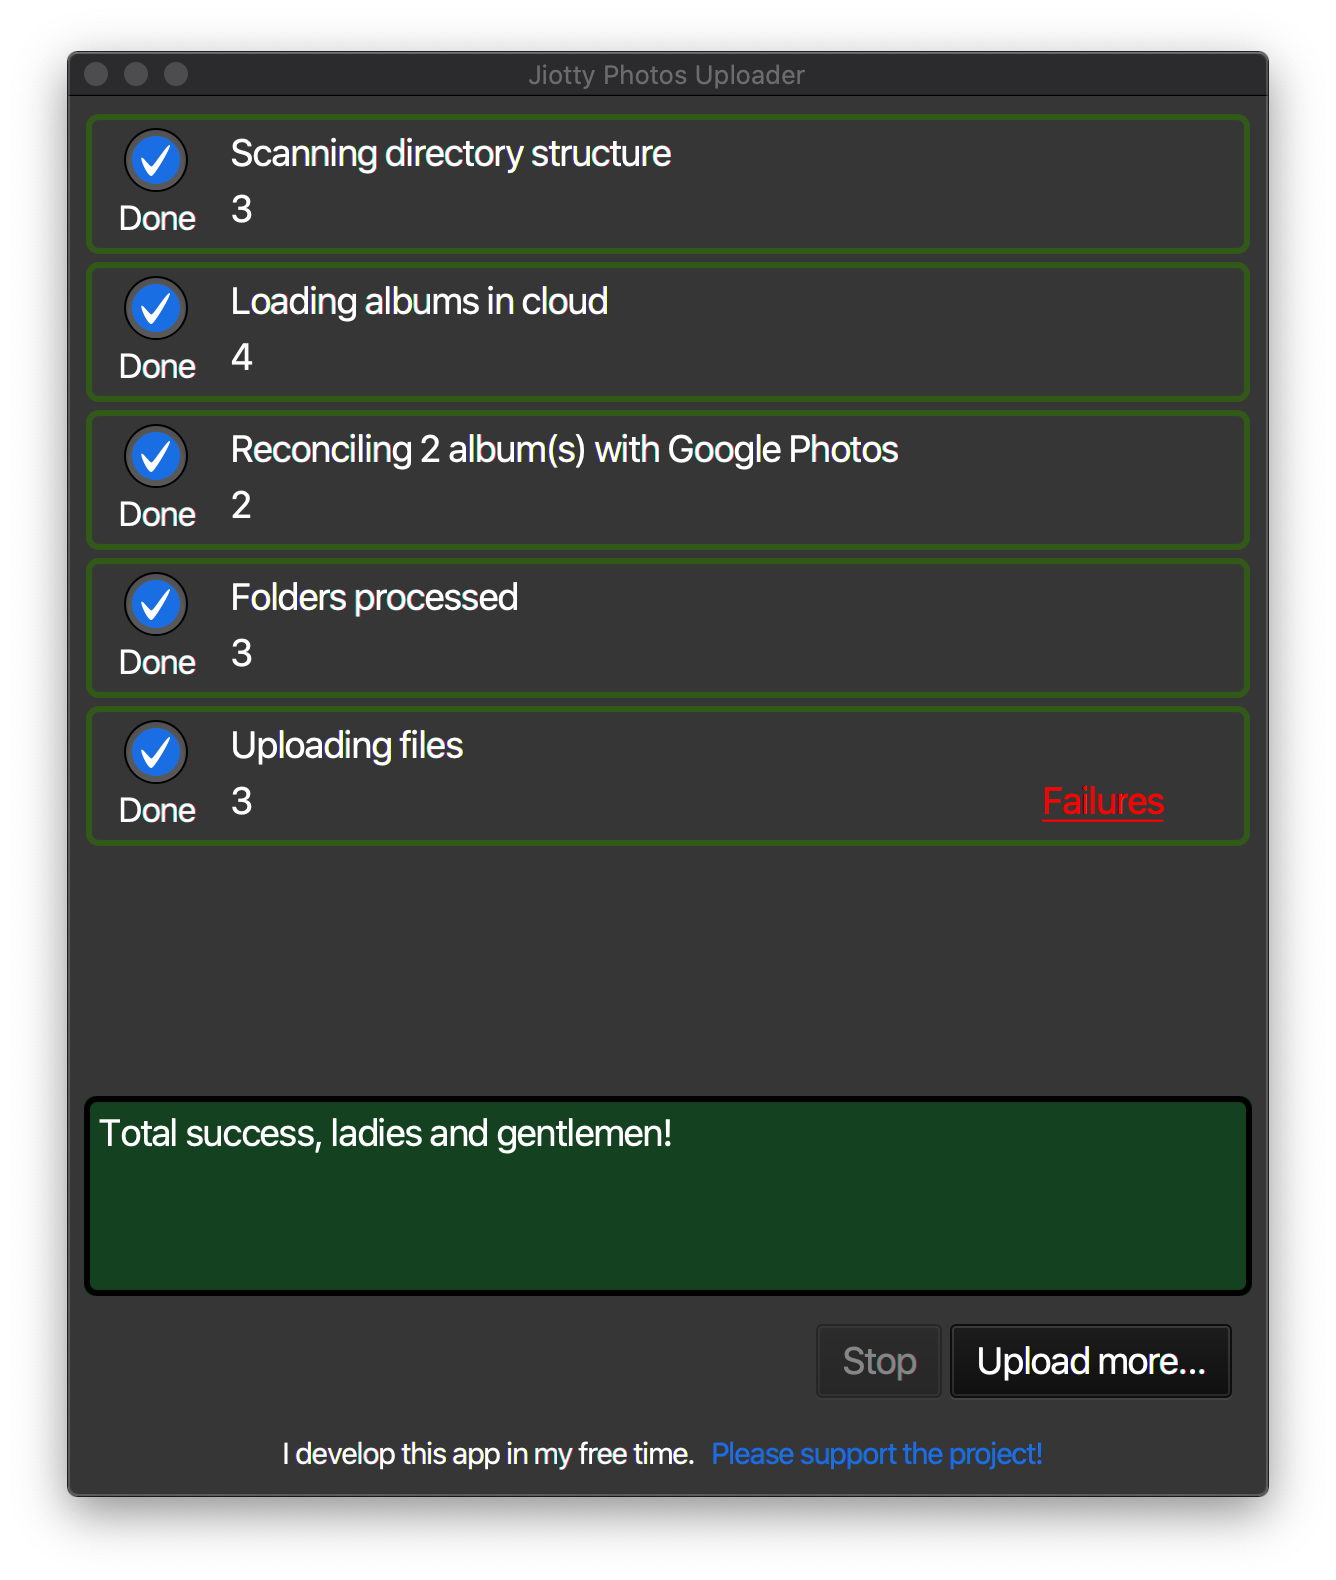 Jiotty Photos Uploader
Scanning directory structure
3
Done
Loading albums in cloud
4
Done
Reconciling 2 album(s) with Google Photos
2
Done
Folders processed
3
Done
Uploading files
3
Failures
Done
Total success, ladies and gentlemen!
Stop
Upload more...
I develop this app in my free time. Please support the project!